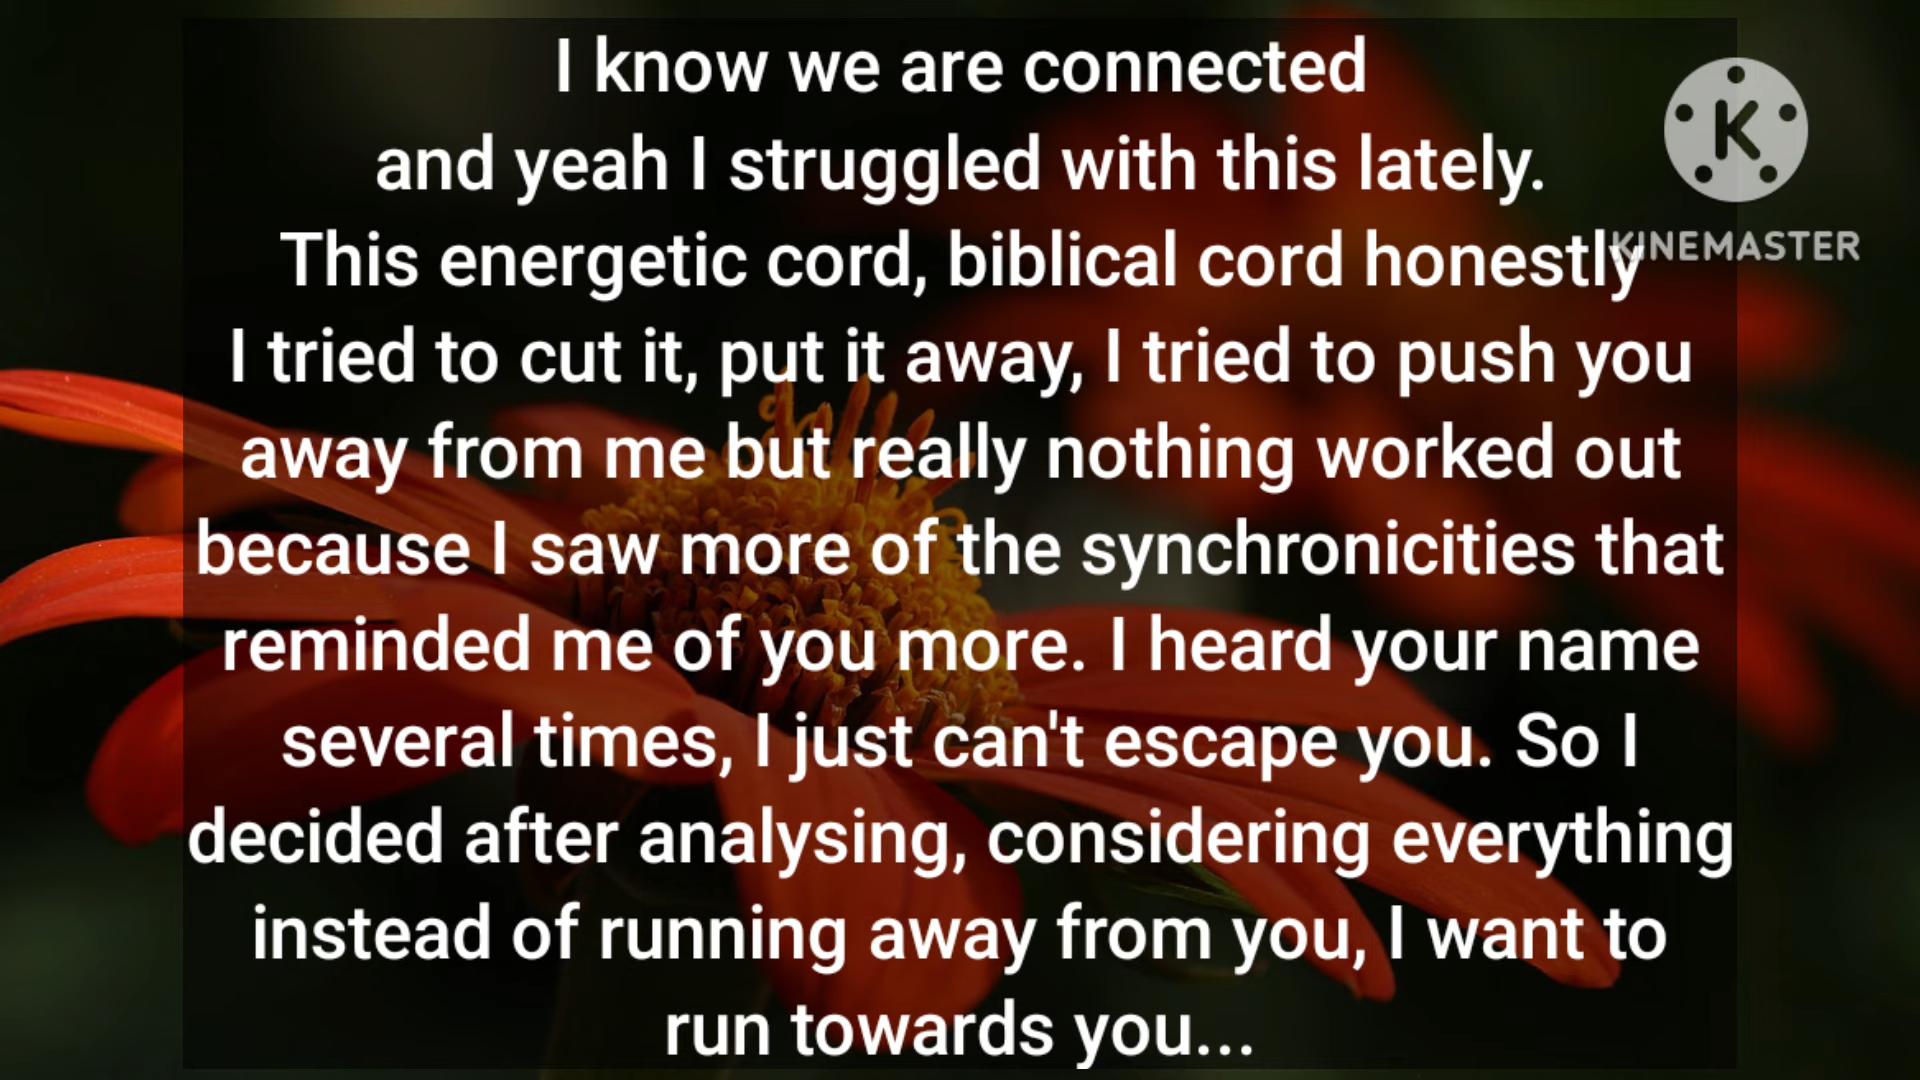 I know we are connected
and yeah I struggled with this lately.
This energetic cord, biblical cord honestly
I tried to cut it, put it away, I tried to push you
away from me but really nothing worked out
because I saw more of the synchronicities that
reminded me of you more. I heard your name
several times, I just can't escape you. So I
decided after analysing, considering everything
instead of running away from you, I want to
run towards you...
K
KINEMASTER